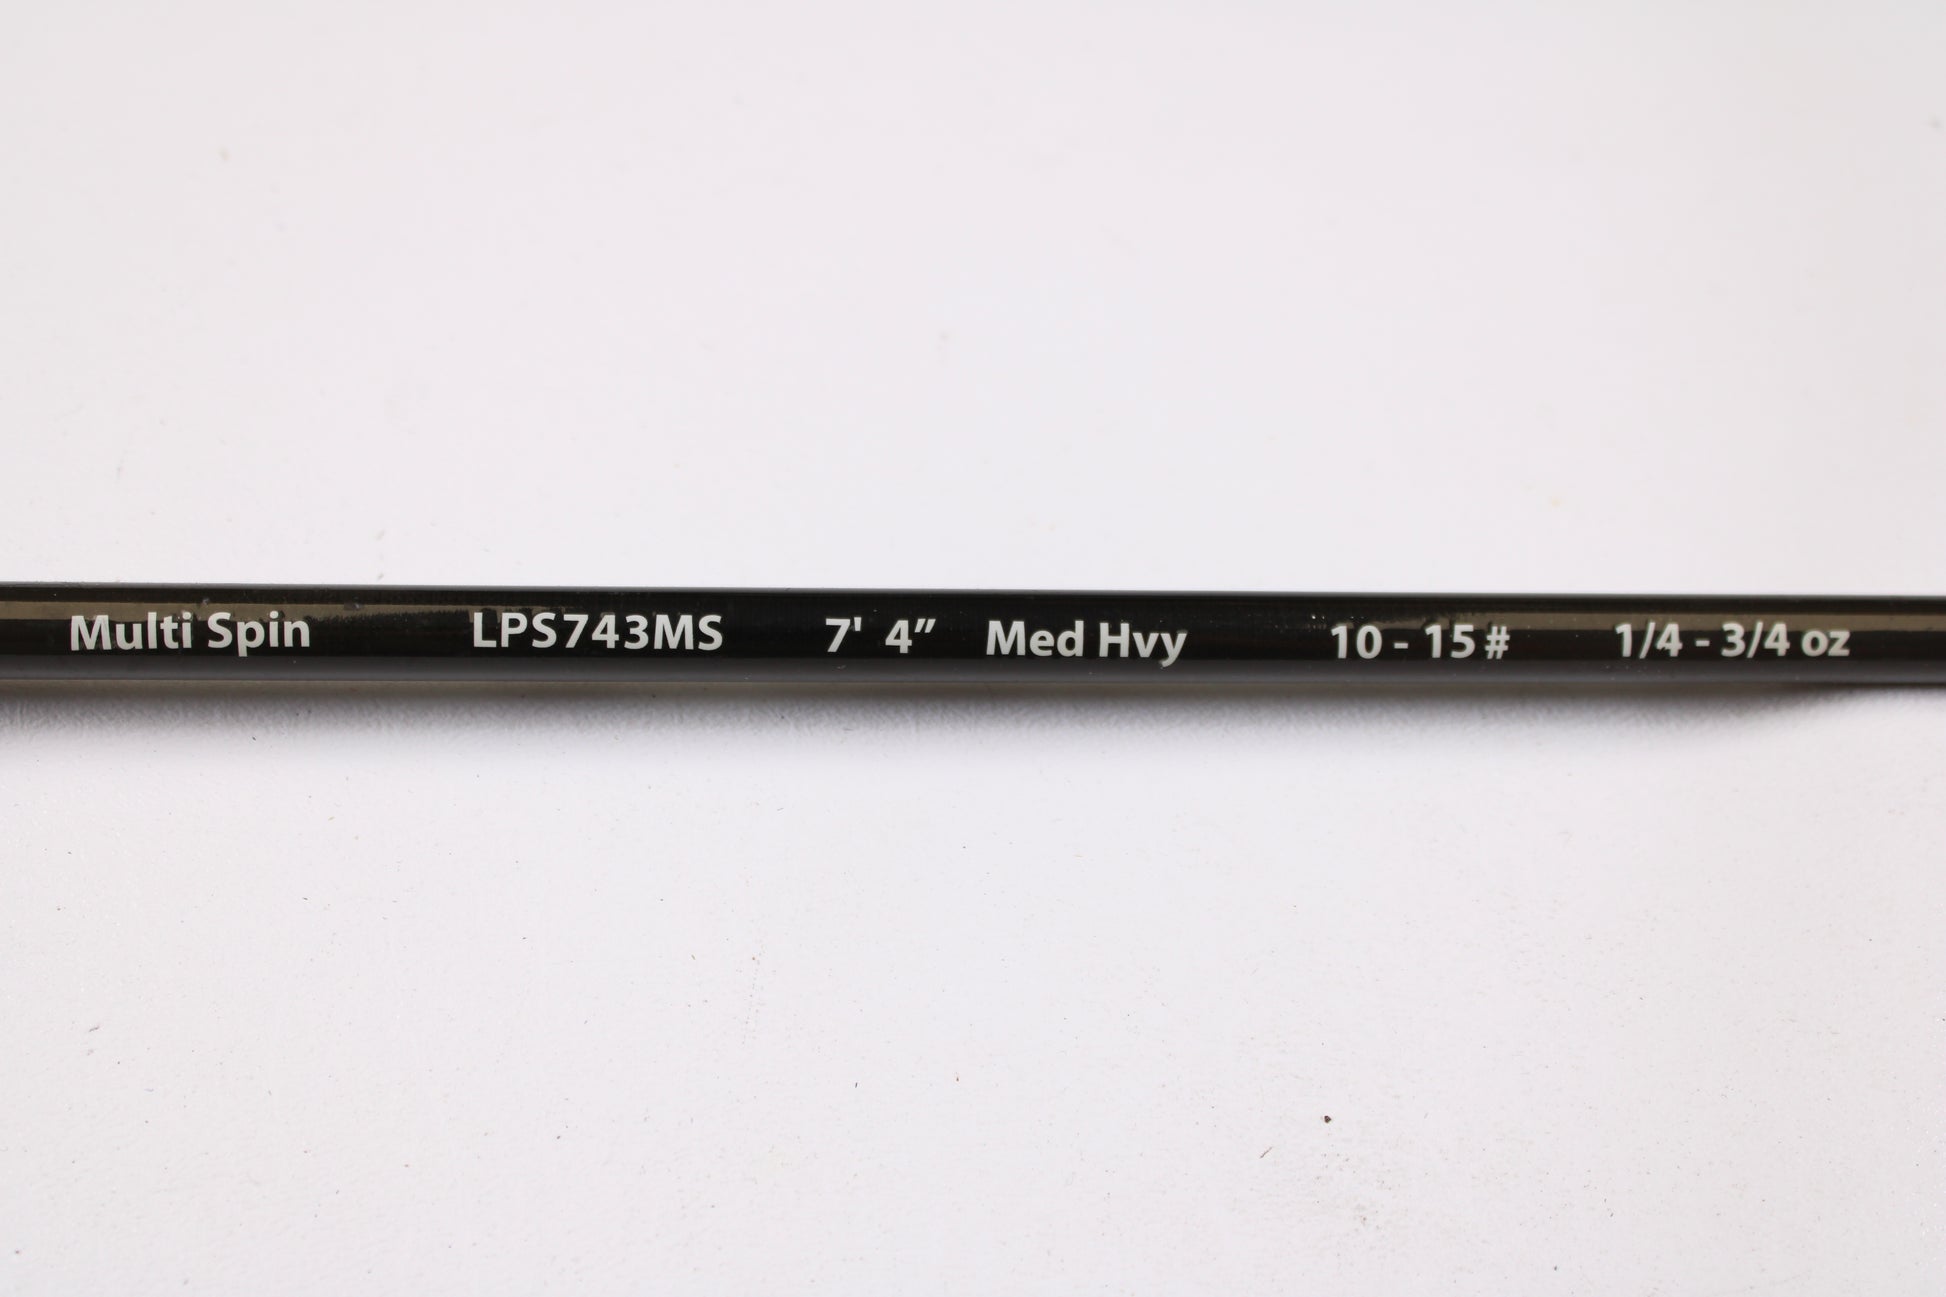 Multi Spin LPS743MS 7' 4” Med Hvy 10 - 15 # 1/4 - 3/4 oz